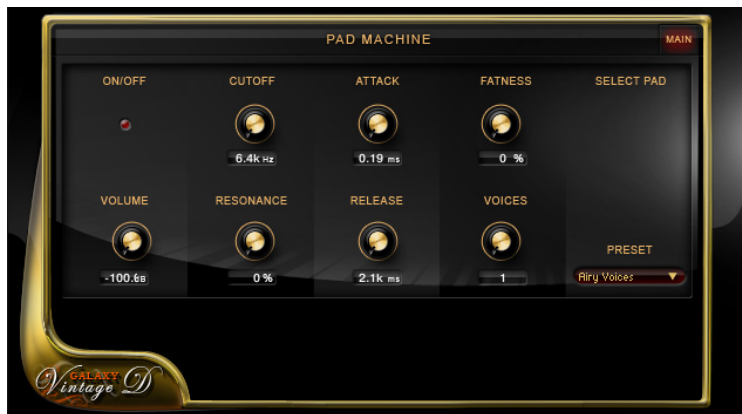 PAD MACHINE
MAIN
ON/OFF
CUTOFF
ATTACK
FATNESS
SELECT PAD
6.4k Hz
0.19 ms
0 %
VOLUME
RESONANCE
RELEASE
VOICES
PRESET
-100.6B
0 %
2.1k ms
1
Airy Voices
GALAXY
Vintage D